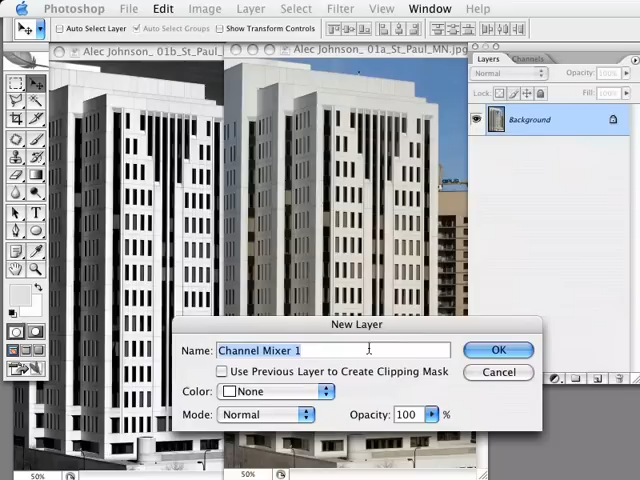 Photoshop File Edit Image Layer Select Filter View Window Help
Auto Select Layer Auto Select Groups Show Transform Controls
Alec Johnson_ 01b_St_Paul_ Alec Johnson_ 01a_St_Paul_MN.jpg
Layers Channels
Normal Opacity: 100%
Lock: Fill: 100%
Background
New Layer
Name: Channel Mixer 1 OK
Use Previous Layer to Create Clipping Mask Cancel
Color: None
Mode: Normal Opacity: 100 %
50% 50%